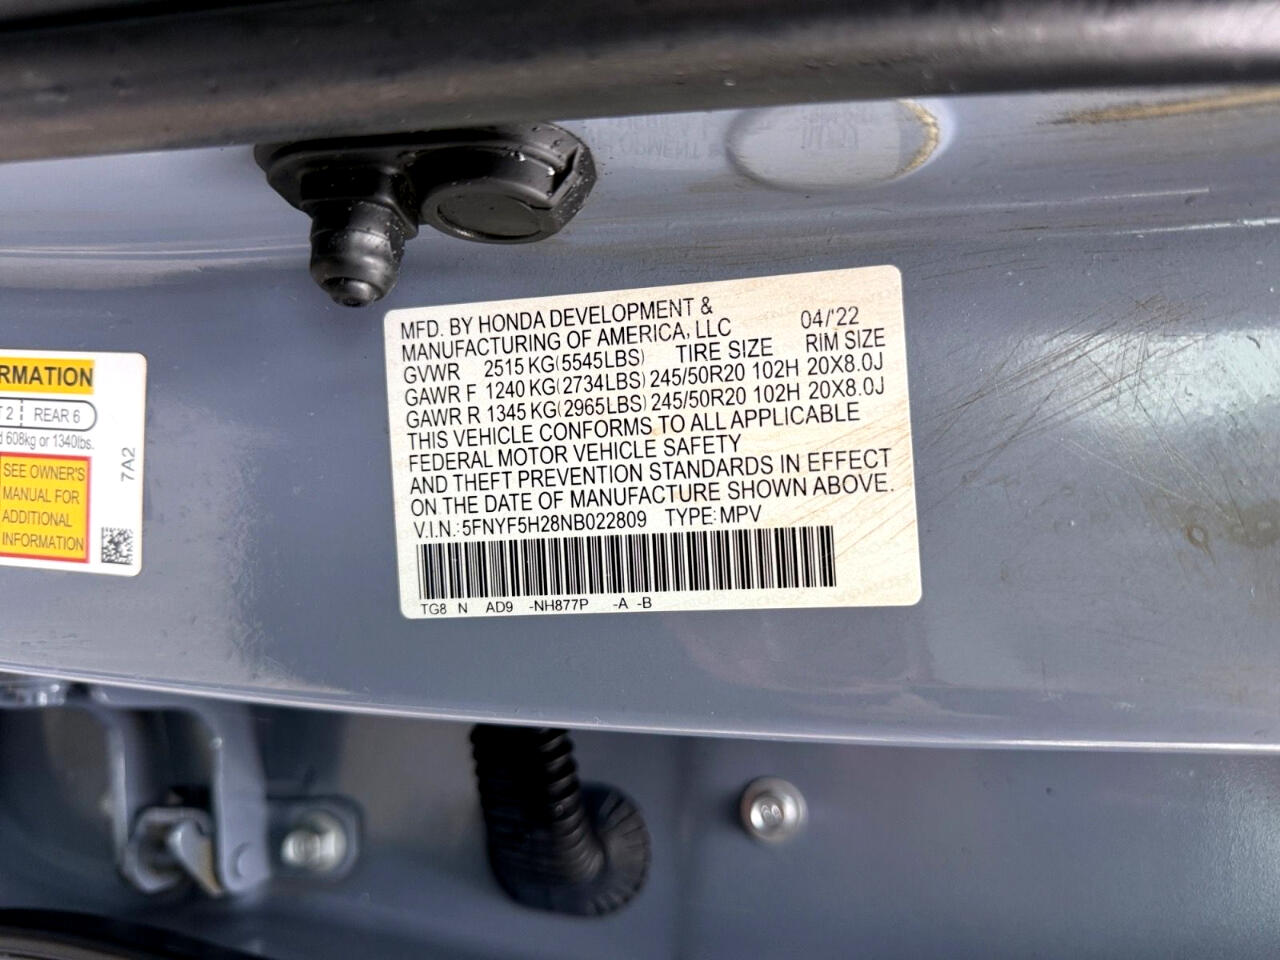 MFD. BY HONDA DEVELOPMENT &
MANUFACTURING OF AMERICA, LLC 04/'22
GVWR 2515 KG(5545LBS) TIRE SIZE RIM SIZE
GAWR F 1240 KG(2734LBS) 245/50R20 102H 20X8.0J
GAWR R 1345 KG(2965LBS) 245/50R20 102H 20X8.0J
THIS VEHICLE CONFORMS TO ALL APPLICABLE
FEDERAL MOTOR VEHICLE SAFETY
AND THEFT PREVENTION STANDARDS IN EFFECT
ON THE DATE OF MANUFACTURE SHOWN ABOVE.
V.I.N.:5FNYF5H28NB022809 TYPE:MPV
TG8 N AD9 -NH877P -A -B
RMATION
2 REAR 6
608kg or 1340lbs.
7A2
SEE OWNER'S
MANUAL FOR
ADDITIONAL
INFORMATION